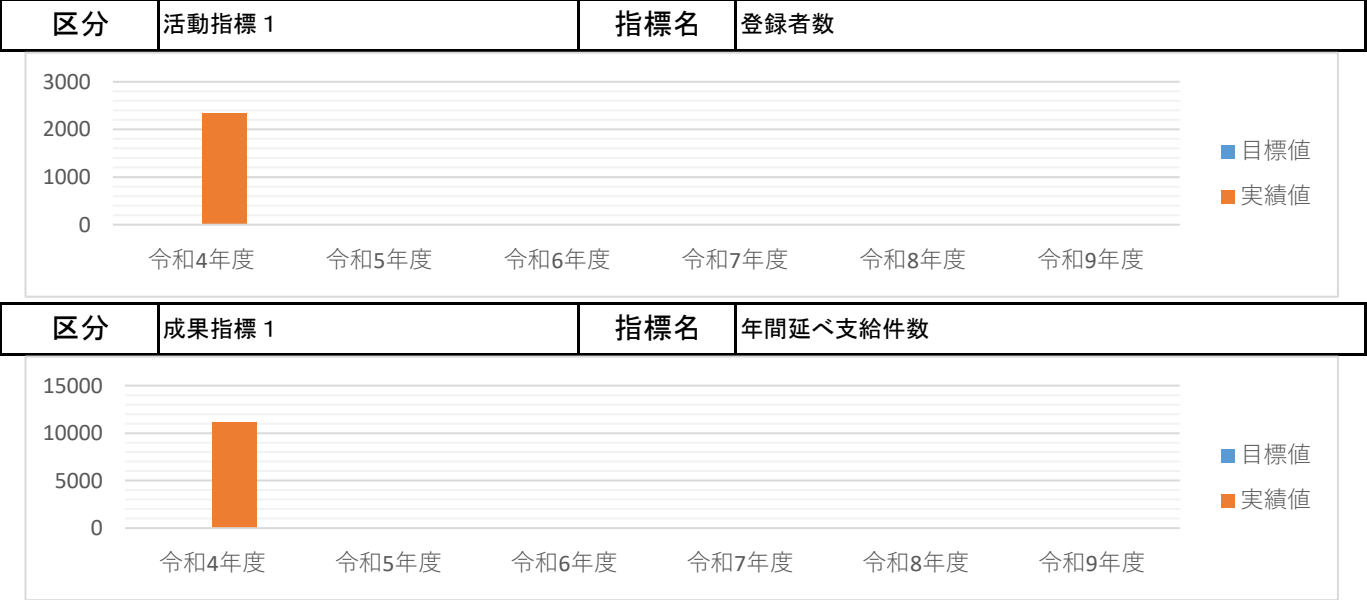 区分 活動指標１ 指標名 登録者数
3000
2000
1000
0
令和4年度 令和5年度 令和6年度 令和7年度 令和8年度 令和9年度
目標値
実績値
区分 成果指標１ 指標名 年間延べ支給件数
15000
10000
5000
0
令和4年度 令和5年度 令和6年度 令和7年度 令和8年度 令和9年度
目標値
実績値